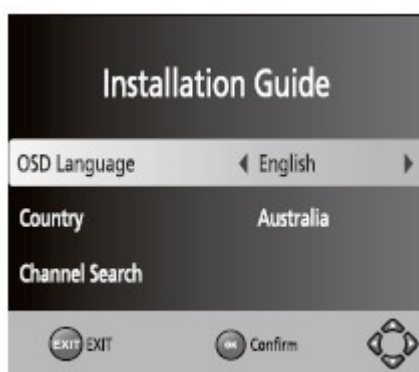 Installation Guide
OSD Language English
Country Australia
Channel Search
EXIT EXIT OK Confirm